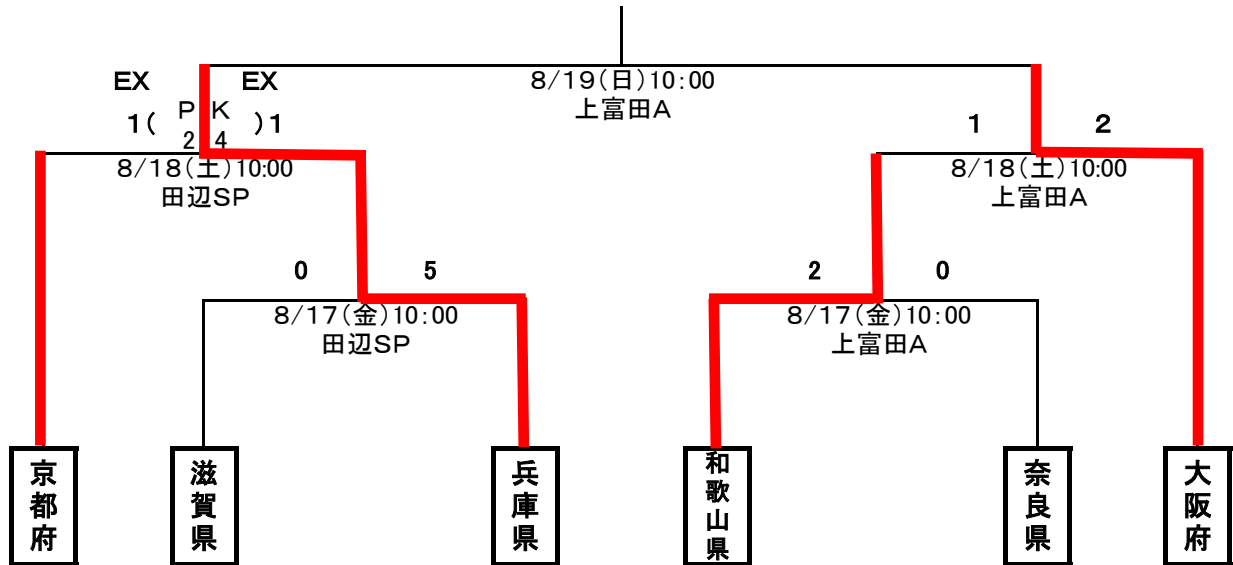 8/19(日)10:00
上富田A
EX EX
1( PK )1
2 4
8/18(土)10:00
田辺SP
1 2
8/18(土)10:00
上富田A
0 5
8/17(金)10:00
田辺SP
2 0
8/17(金)10:00
上富田A
京都府
滋賀県
兵庫県
和歌山県
奈良県
大阪府